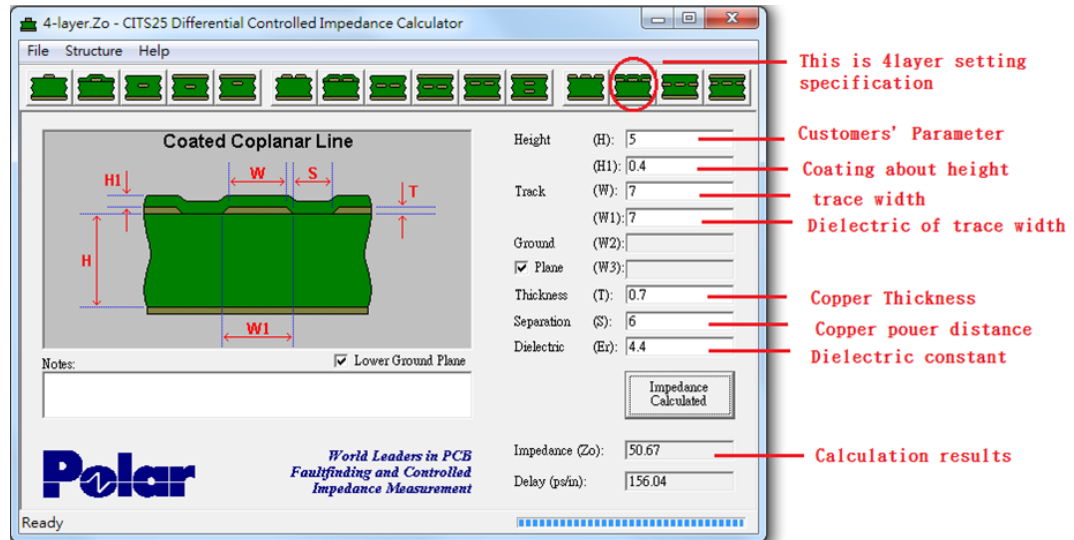 4-layer.Zo - CITS25 Differential Controlled Impedance Calculator
File Structure Help
This is 4layer setting
specification
Coated Coplanar Line
H1
W
S
T
H
W1
Height (H): 5
Customers' Parameter
(H1): 0.4
Coating about height
Track (W): 7
trace width
(W1): 7
Dielectric of trace width
Ground (W2):
Plane (W3):
Thickness (T): 0.7
Copper Thickness
Separation (S): 6
Copper pouer distance
Dielectric (Er): 4.4
Dielectric constant
Notes:
Lower Ground Plane
Impedance
Calculated
Polar
World Leaders in PCB
Faultfinding and Controlled
Impedance Measurement
Impedance (Zo): 50.67
Calculation results
Delay (ps/in): 156.04
Ready